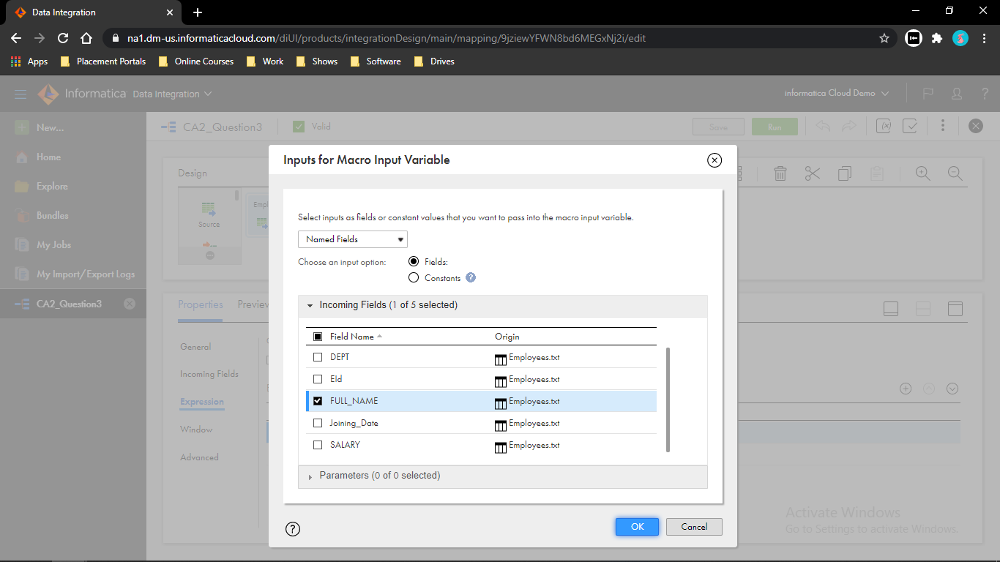 Data Integration
na1.dm-us.informaticacloud.com/diUI/products/integrationDesign/main/mapping/9jziewYFWN8bd6MEGxNj2i/edit
Apps Placement Portals Online Courses Work Shows Software Drives
Informatica Data Integration informatica Cloud Demo ?
New...
Home
Explore
Bundles
My Jobs
My Import/Export Logs
CA2_Question3
CA2_Question3 Valid Save Run
Design
Source
Empl
Properties Preview
General
Incoming Fields
Expression
Window
Advanced
Inputs for Macro Input Variable
Select inputs as fields or constant values that you want to pass into the macro input variable.
Named Fields
Choose an input option: Fields:
Constants ?
Incoming Fields (1 of 5 selected)
Field Name Origin
DEPT Employees.txt
EId Employees.txt
FULL_NAME Employees.txt
Joining_Date Employees.txt
SALARY Employees.txt
Parameters (0 of 0 selected)
? OK Cancel
Activate Windows
Go to Settings to activate Windows.